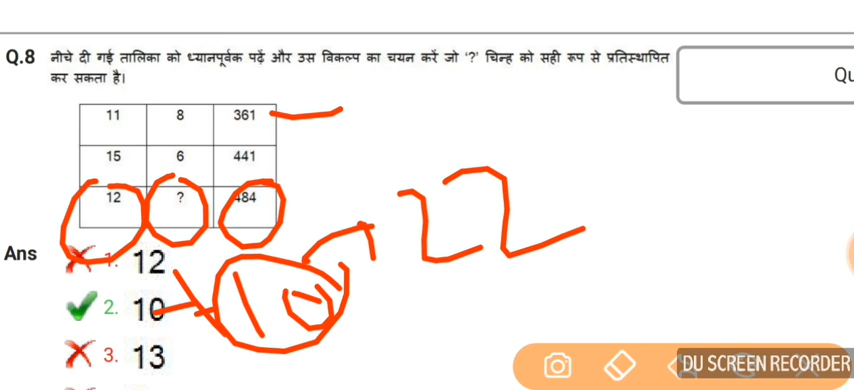 Q.8 नीचे दी गई तालिका को ध्यानपूर्वक पढ़ें और उस विकल्प का चयन करें जो '?' चिन्ह को सही रूप से प्रतिस्थापित
कर सकता है।
Qu
11 8 361
15 6 441
12 ? 484
22
Ans 1. 12
2. 10
10
3. 13
DU SCREEN RECORDER